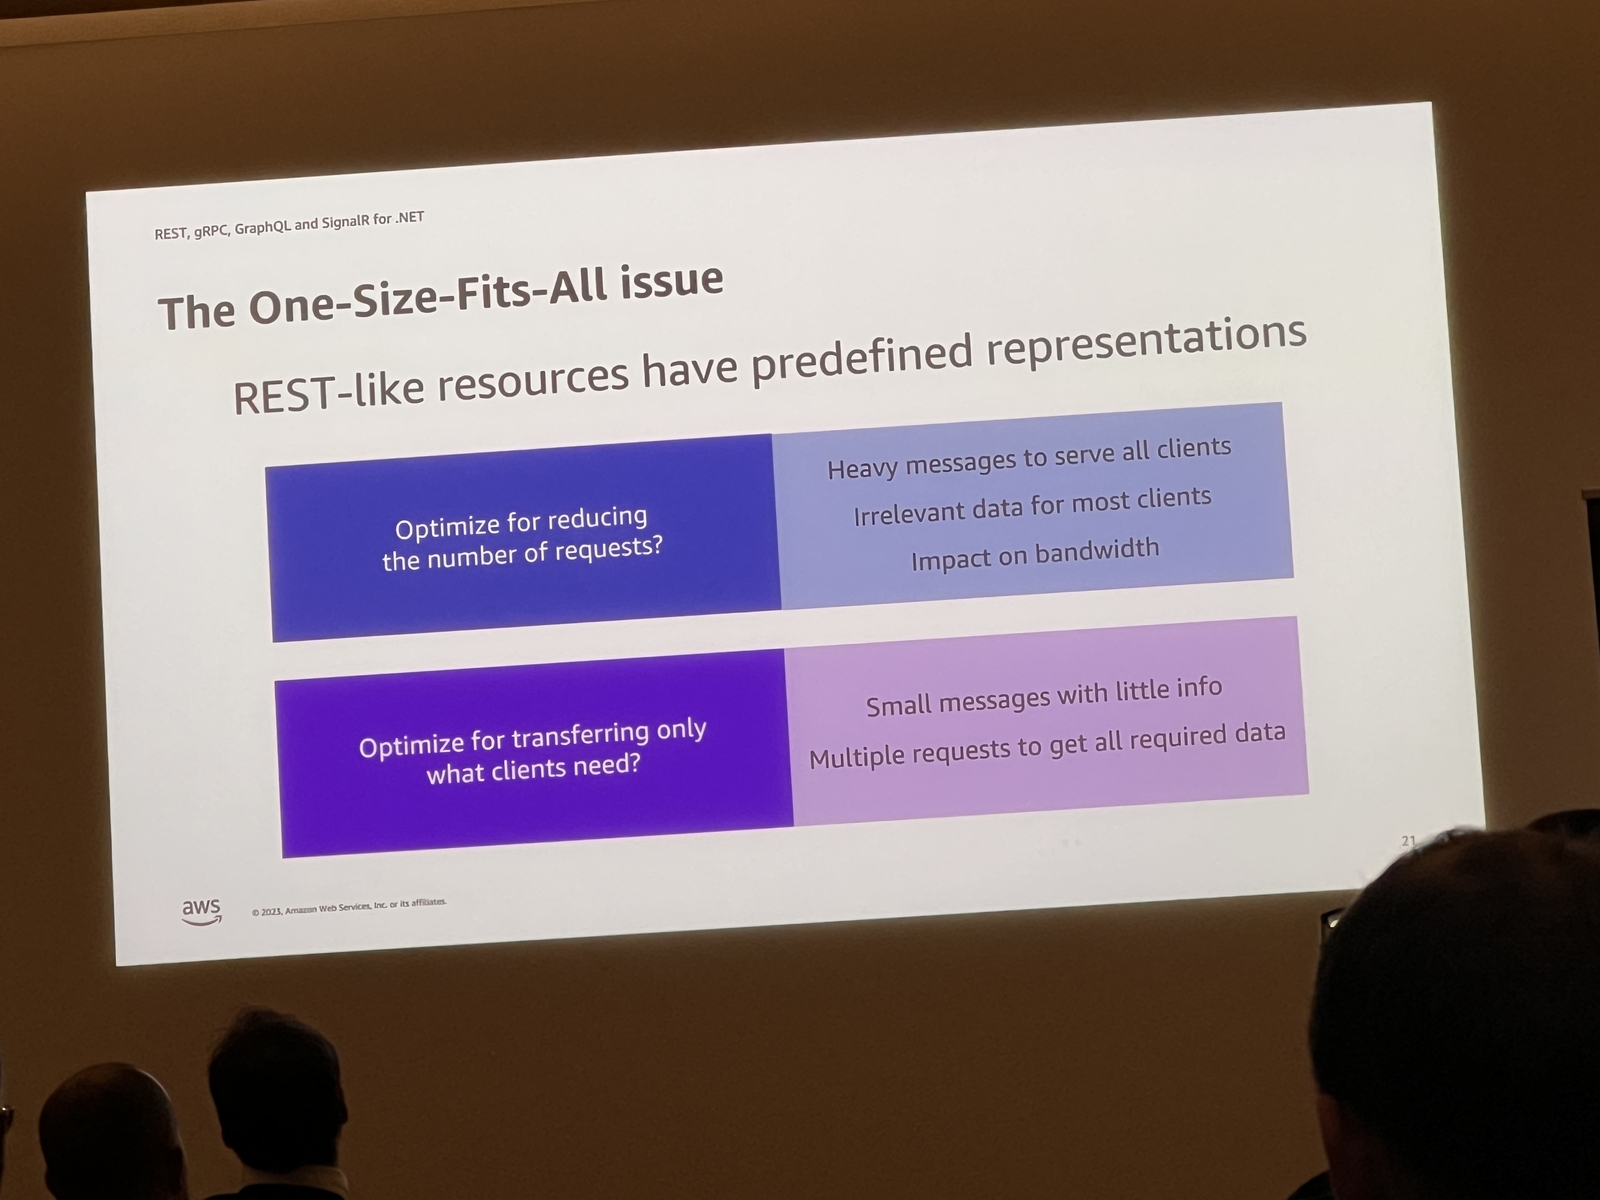 REST, gRPC, GraphQL and SignalR for .NET
The One-Size-Fits-All issue
REST-like resources have predefined representations
Optimize for reducing
the number of requests?
Heavy messages to serve all clients
Irrelevant data for most clients
Impact on bandwidth
Optimize for transferring only
what clients need?
Small messages with little info
Multiple requests to get all required data
21
aws
© 2023, Amazon Web Services, Inc. or its affiliates.